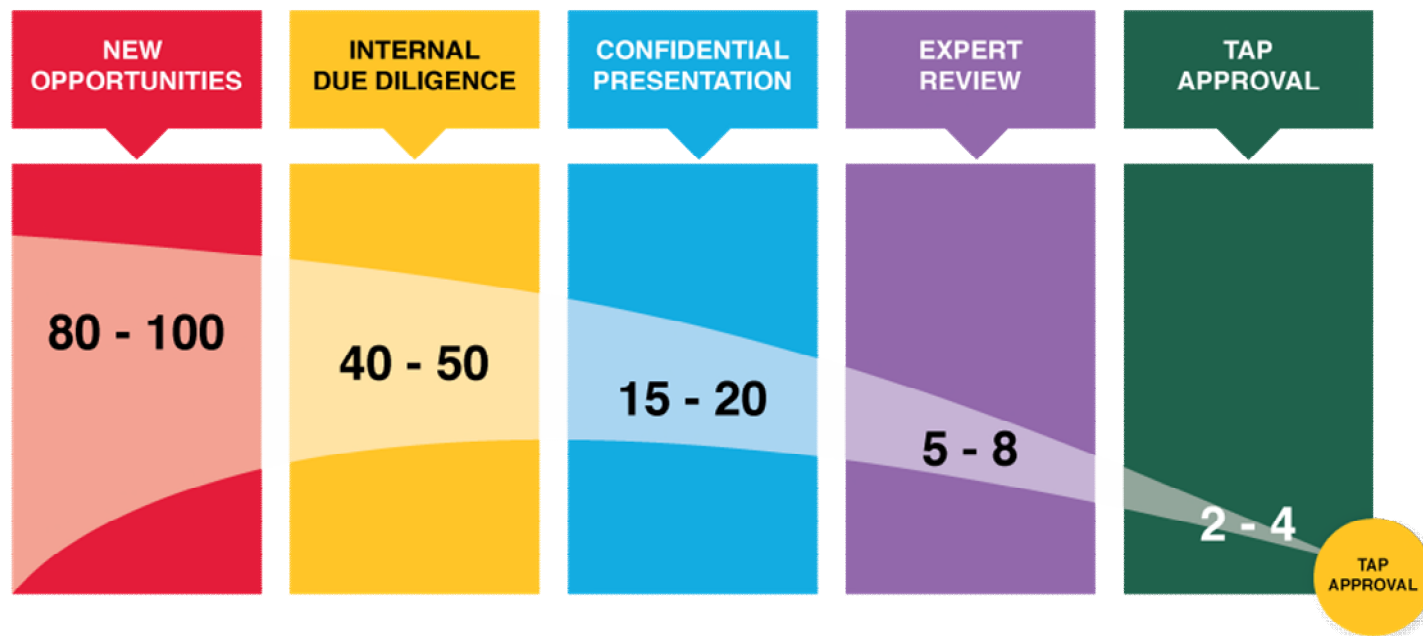 NEW
OPPORTUNITIES
INTERNAL
DUE DILIGENCE
CONFIDENTIAL
PRESENTATION
EXPERT
REVIEW
TAP
APPROVAL
80 - 100
40 - 50
15 - 20
5 - 8
2 - 4
TAP
APPROVAL